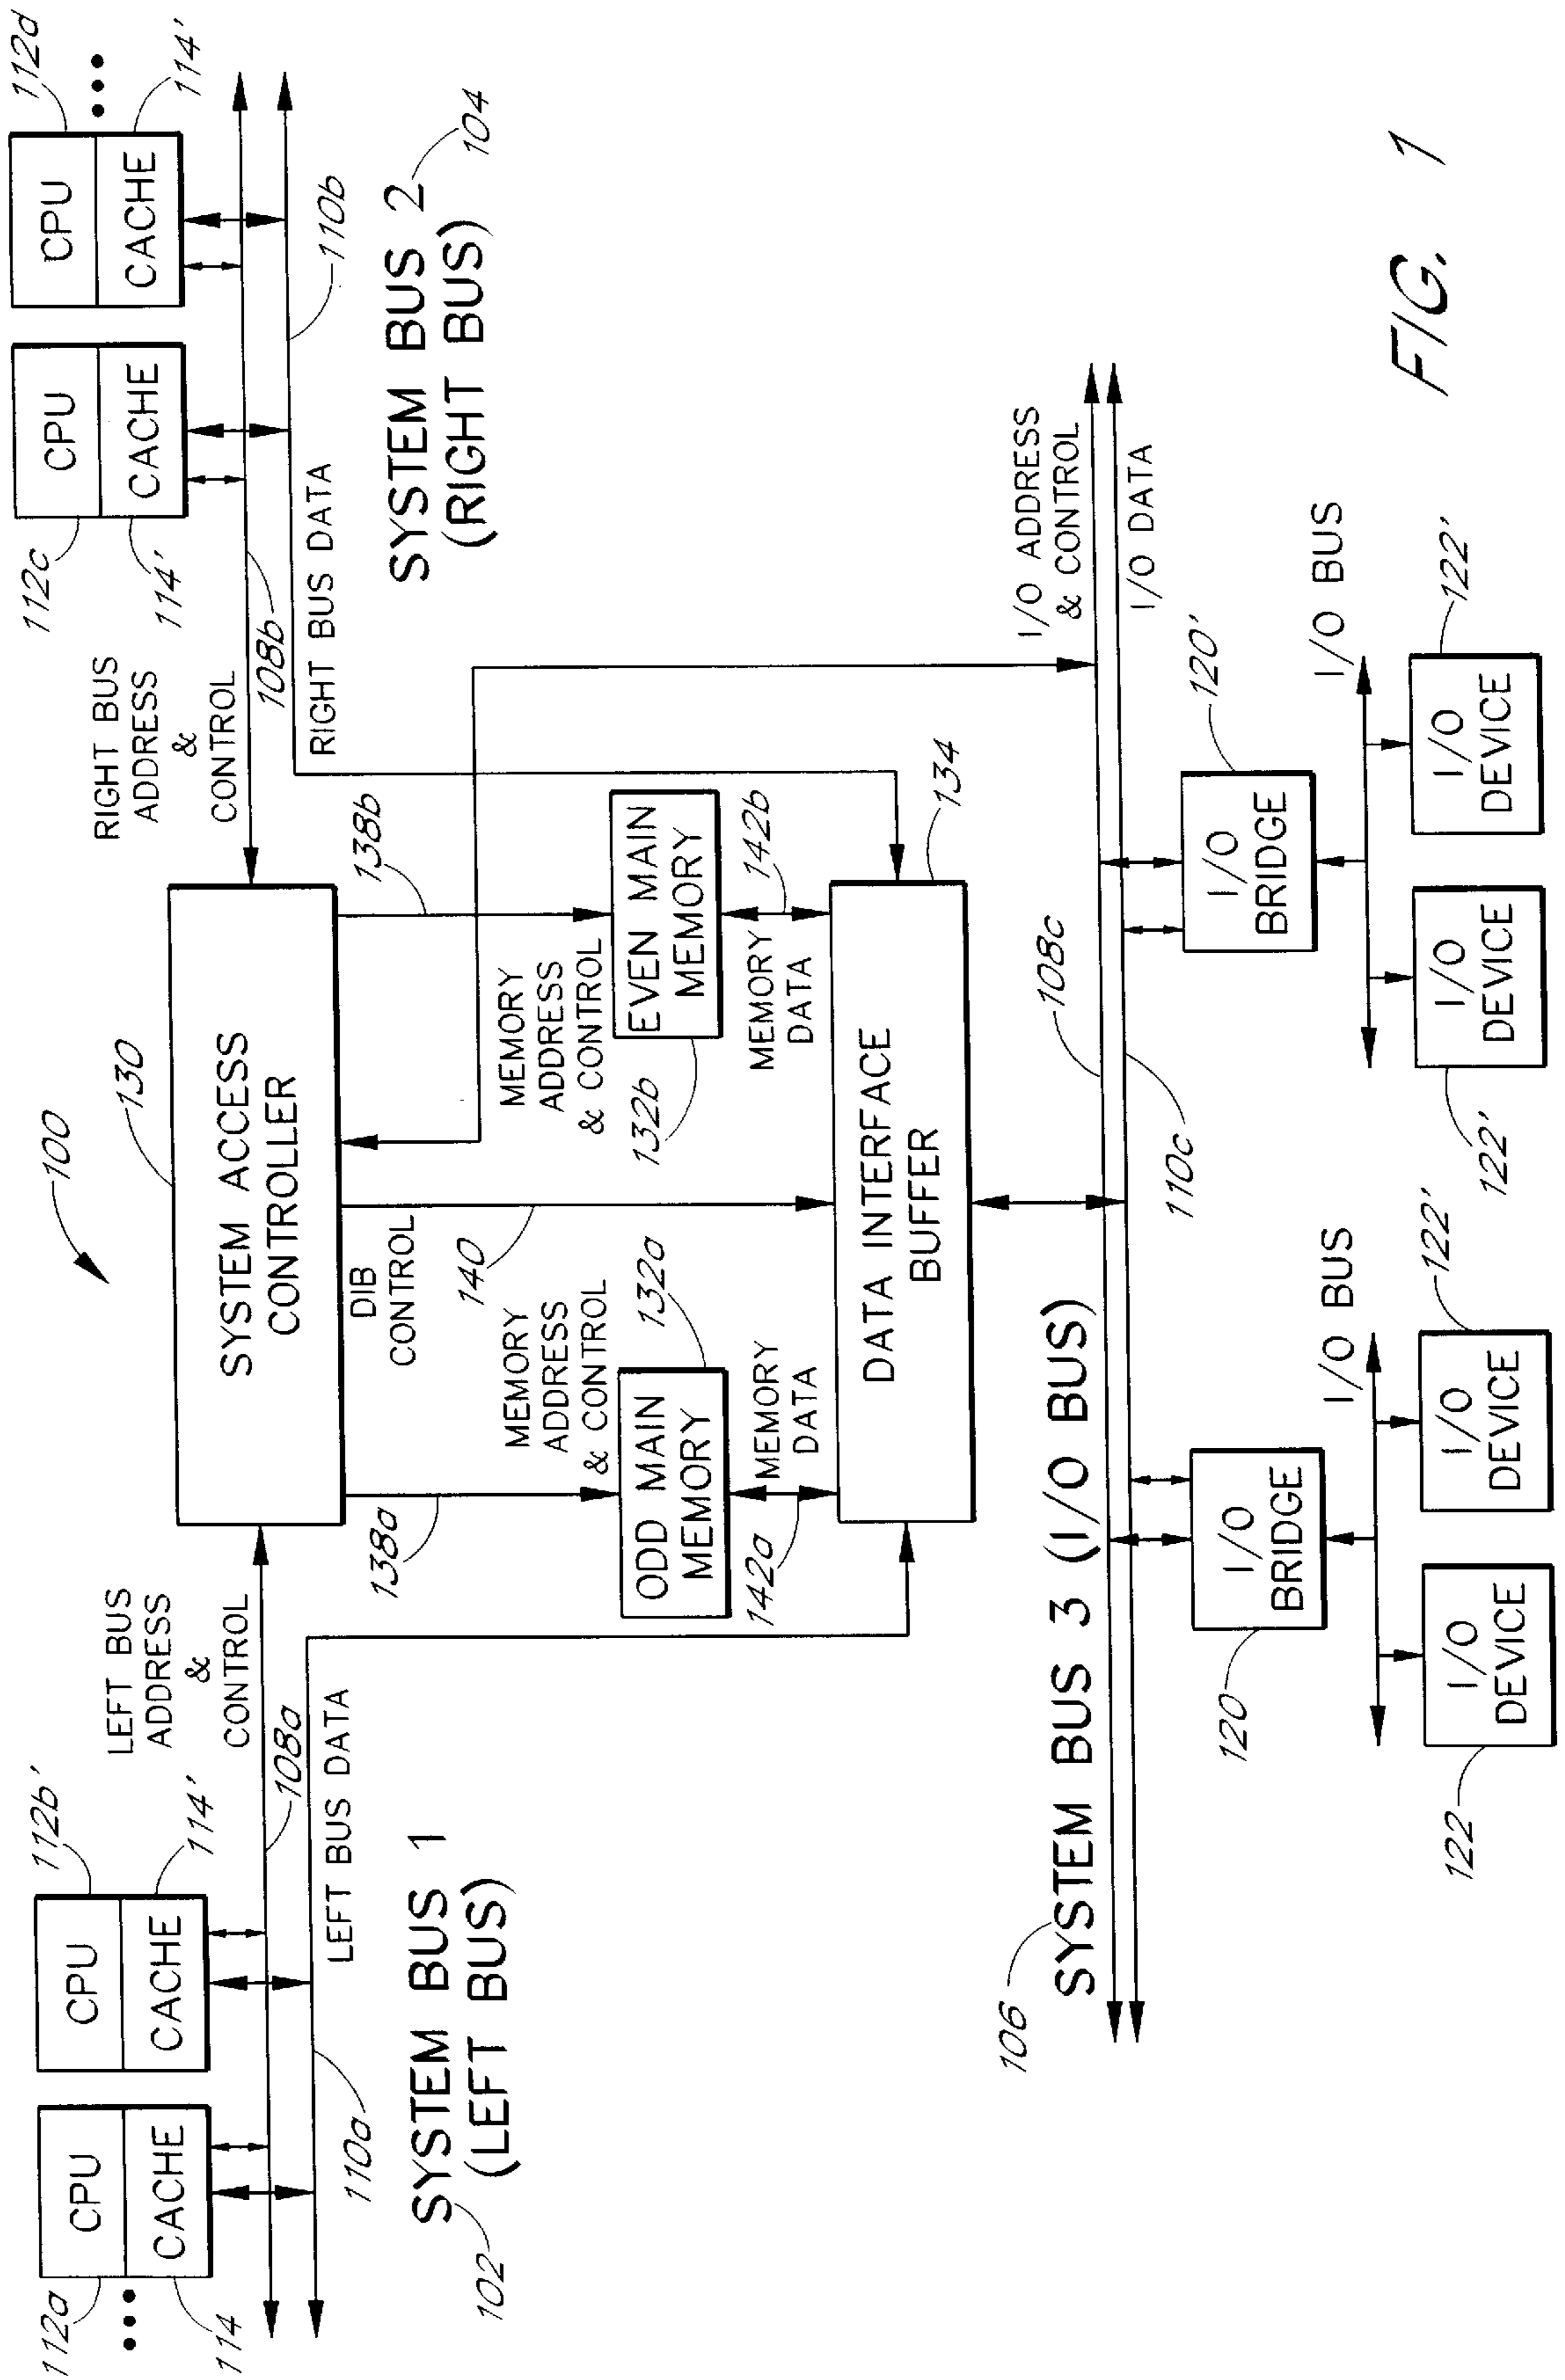 100
112a
CPU
CACHE
114
112b'
CPU
CACHE
114'
LEFT BUS
ADDRESS
&
CONTROL
108a
LEFT BUS DATA
110a
SYSTEM BUS 1
(LEFT BUS)
102
130
SYSTEM ACCESS
CONTROLLER
RIGHT BUS
ADDRESS
&
CONTROL
108b
RIGHT BUS DATA
110b
112c
CPU
CACHE
114'
112d
CPU
CACHE
114'
SYSTEM BUS 2
(RIGHT BUS)
104
138a
DIB
CONTROL
140
138b
MEMORY
ADDRESS
& CONTROL
MEMORY
ADDRESS
& CONTROL
ODD MAIN
MEMORY
132a
132b
EVEN MAIN
MEMORY
142a
MEMORY
DATA
MEMORY
DATA
142b
DATA INTERFACE
BUFFER
134
106
SYSTEM BUS 3 (I/O BUS)
108c
110c
I/O ADDRESS
& CONTROL
I/O DATA
120
I/O
BRIDGE
I/O BUS
122
I/O
DEVICE
I/O
DEVICE
122'
I/O
BRIDGE
120'
I/O BUS
122'
I/O
DEVICE
I/O
DEVICE
122'
FIG. 1